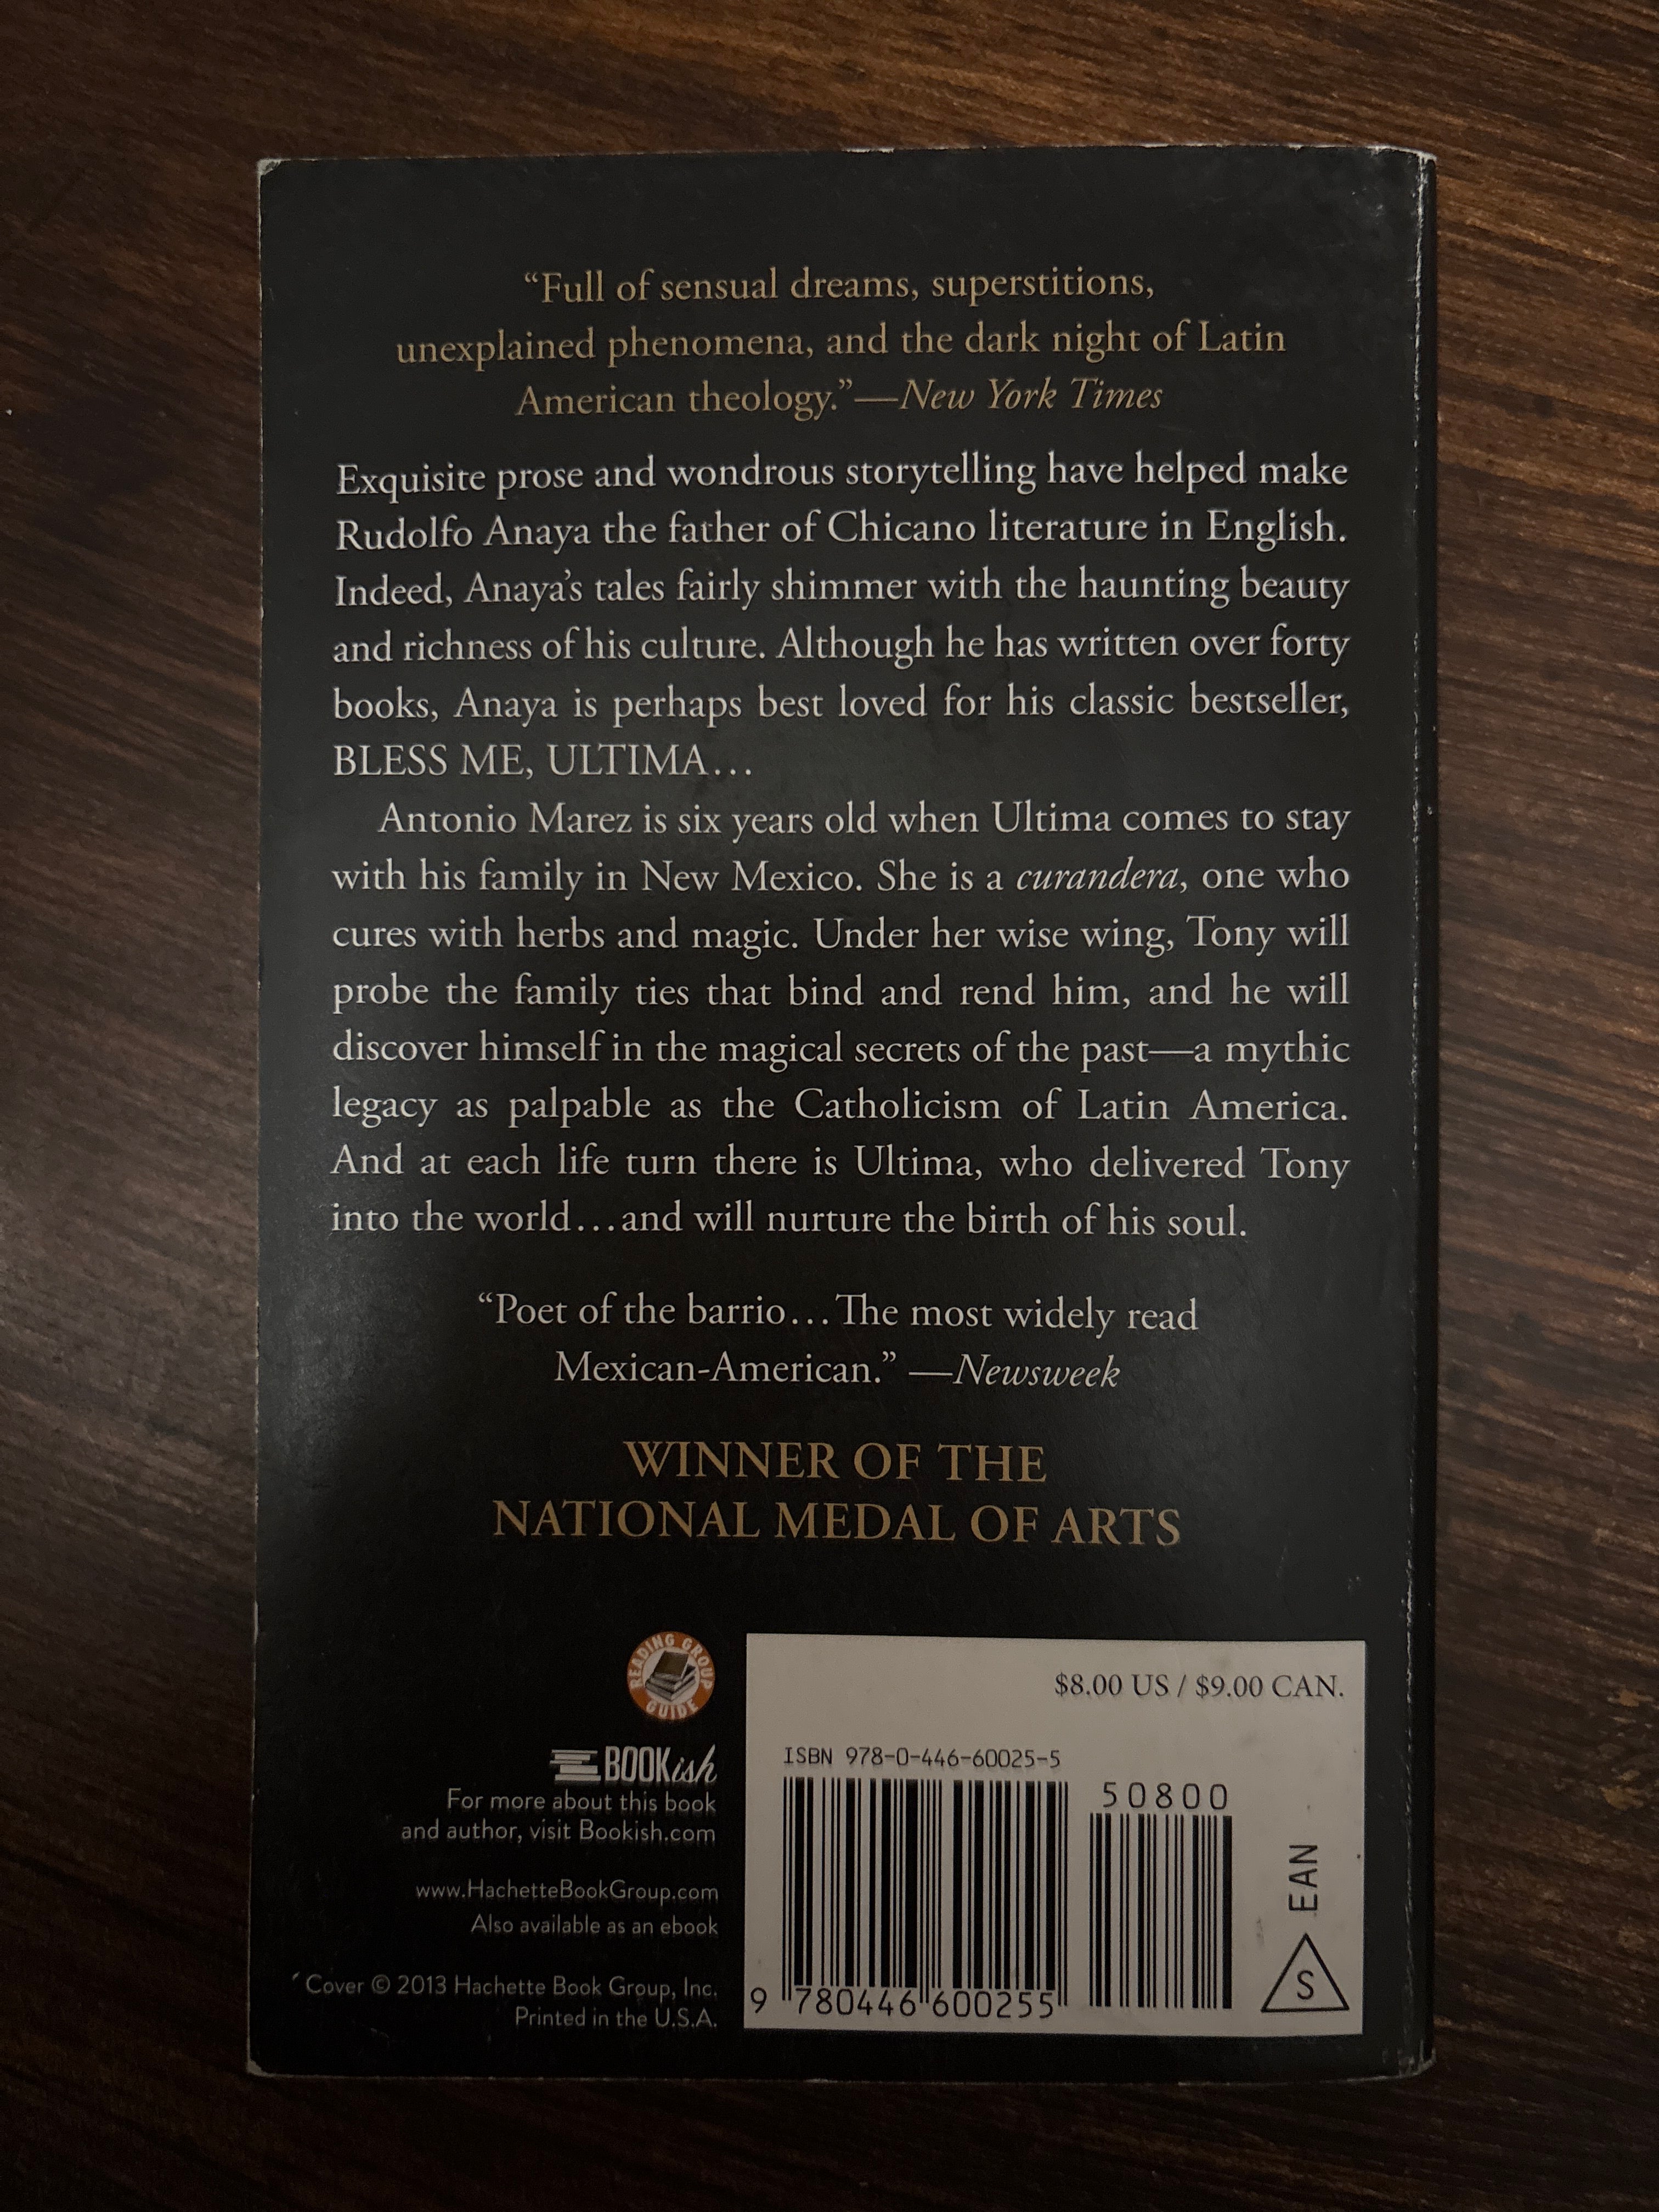 “Full of sensual dreams, superstitions,
unexplained phenomena, and the dark night of Latin
American theology.”—New York Times
Exquisite prose and wondrous storytelling have helped make
Rudolfo Anaya the father of Chicano literature in English.
Indeed, Anaya’s tales fairly shimmer with the haunting beauty
and richness of his culture. Although he has written over forty
books, Anaya is perhaps best loved for his classic bestseller,
BLESS ME, ULTIMA…
Antonio Marez is six years old when Ultima comes to stay
with his family in New Mexico. She is a curandera, one who
cures with herbs and magic. Under her wise wing, Tony will
probe the family ties that bind and rend him, and he will
discover himself in the magical secrets of the past—a mythic
legacy as palpable as the Catholicism of Latin America.
And at each life turn there is Ultima, who delivered Tony
into the world…and will nurture the birth of his soul.
“Poet of the barrio…The most widely read
Mexican-American.” —Newsweek
WINNER OF THE
NATIONAL MEDAL OF ARTS
READING GROUP GUIDE
BOOKish
For more about this book
and author, visit Bookish.com
www.HachetteBookGroup.com
Also available as an ebook
Cover © 2013 Hachette Book Group, Inc.
Printed in the U.S.A.
$8.00 US / $9.00 CAN.
ISBN 978-0-446-60025-5
50800
9 780446 600255
EAN
S